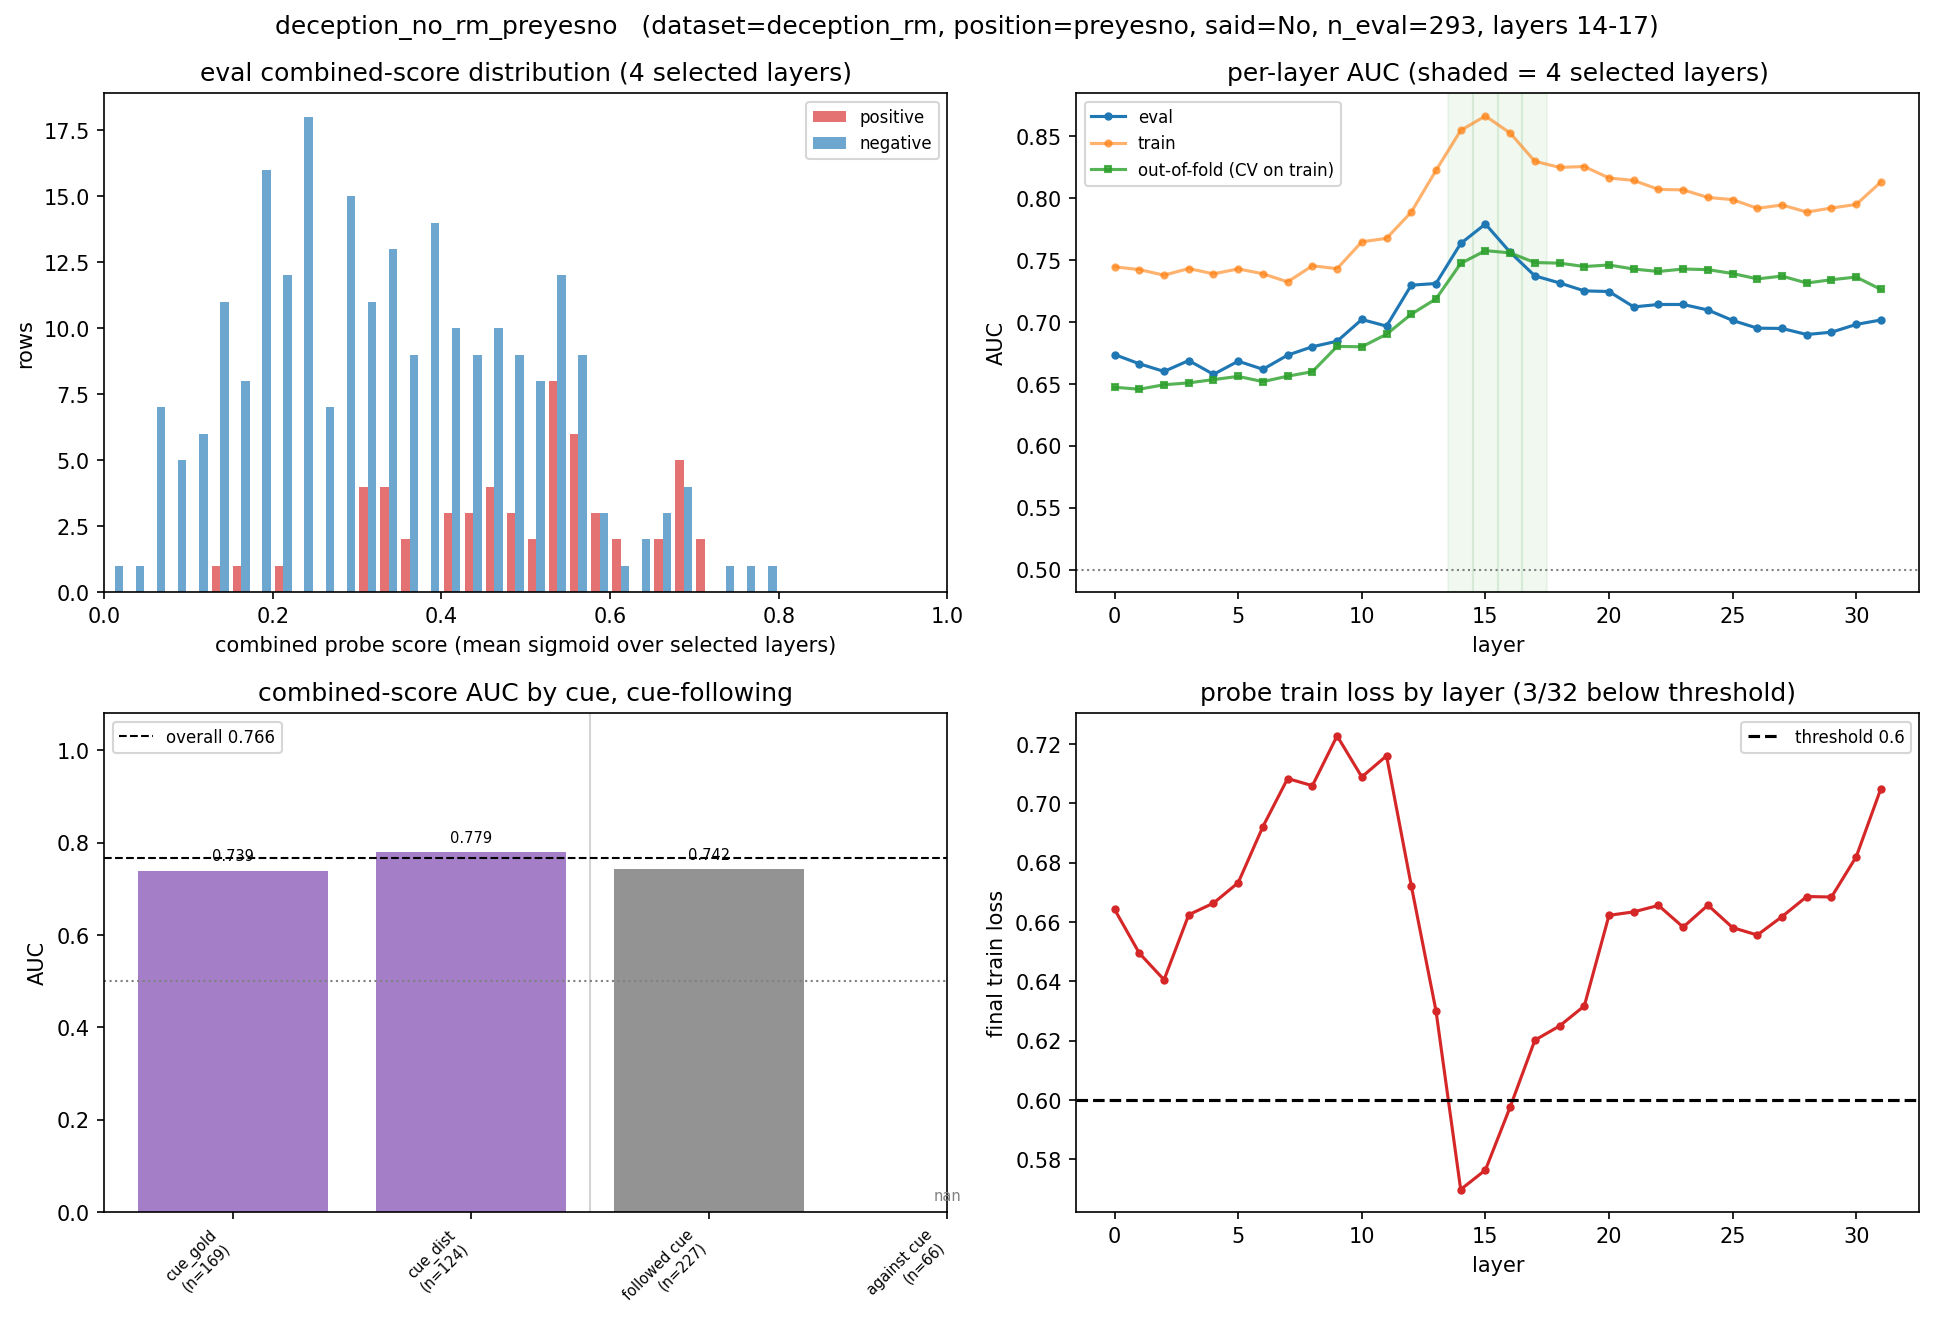 deception_no_rm_preyesno   (dataset=deception_rm, position=preyesno, said=No, n_eval=293, layers 14-17)
eval combined-score distribution (4 selected layers)
positive
negative
17.5
15.0
12.5
10.0
7.5
5.0
2.5
0.0
rows
0.0 0.2 0.4 0.6 0.8 1.0
combined probe score (mean sigmoid over selected layers)
per-layer AUC (shaded = 4 selected layers)
eval
train
out-of-fold (CV on train)
0.85
0.80
0.75
0.70
0.65
0.60
0.55
0.50
AUC
0 5 10 15 20 25 30
layer
combined-score AUC by cue, cue-following
overall 0.766
1.0
0.8
0.6
0.4
0.2
0.0
AUC
0.739
0.779
0.742
nan
cue_gold
(n=169)
cue_dist
(n=124)
followed cue
(n=227)
against cue
(n=66)
probe train loss by layer (3/32 below threshold)
threshold 0.6
0.72
0.70
0.68
0.66
0.64
0.62
0.60
0.58
final train loss
0 5 10 15 20 25 30
layer